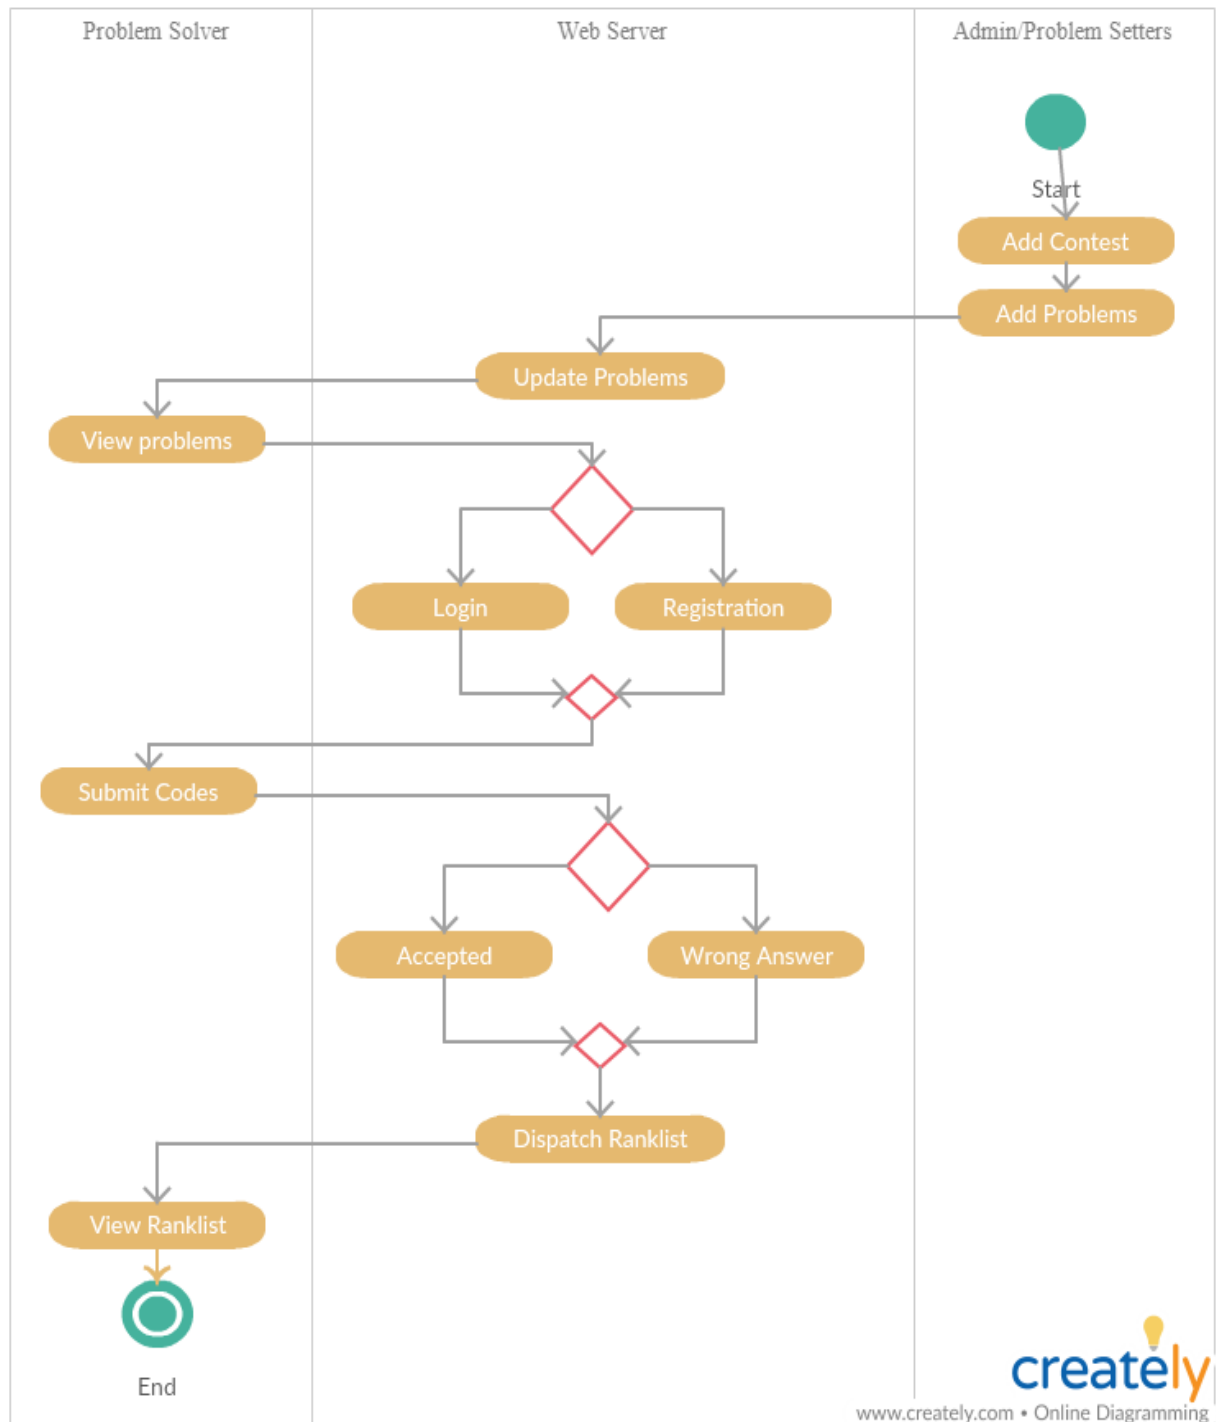 Problem Solver
Web Server
Admin/Problem Setters
Start
Add Contest
Add Problems
Update Problems
View problems
Login
Registration
Submit Codes
Accepted
Wrong Answer
Dispatch Ranklist
View Ranklist
End
creately
www.creately.com • Online Diagramming